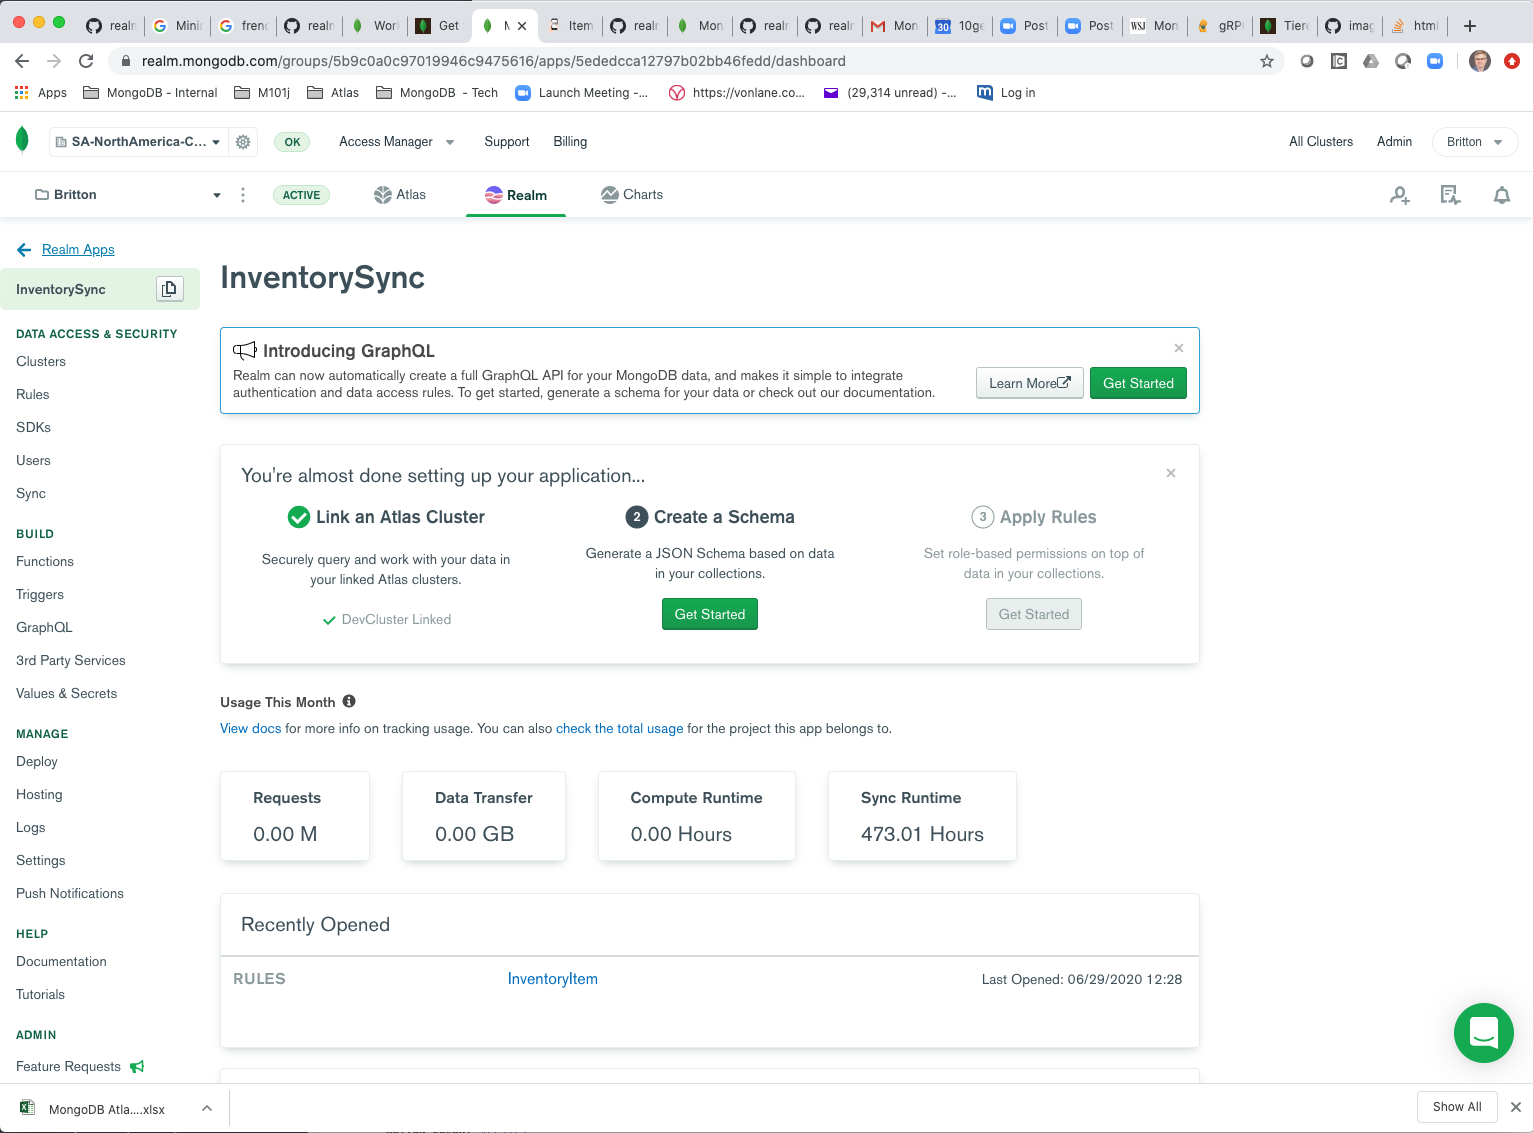 realm
Minin
frenc
realm
Work
Get
M
Item
realm
Mon
realm
realm
Mon
10ge
Post
Post
WSJ Mon
gRPC
Tiere
imag
html
realm.mongodb.com/groups/5b9c0a0c97019946c9475616/apps/5ededcca12797b02bb46fedd/dashboard
Apps MongoDB - Internal M101j Atlas MongoDB - Tech Launch Meeting -... https://vonlane.co... (29,314 unread) -... Log in
SA-NorthAmerica-C... OK Access Manager Support Billing All Clusters Admin Britton
Britton ACTIVE Atlas Realm Charts
Realm Apps
InventorySync
DATA ACCESS & SECURITY
Clusters
Rules
SDKs
Users
Sync
BUILD
Functions
Triggers
GraphQL
3rd Party Services
Values & Secrets
MANAGE
Deploy
Hosting
Logs
Settings
Push Notifications
HELP
Documentation
Tutorials
ADMIN
Feature Requests
InventorySync
Introducing GraphQL
Realm can now automatically create a full GraphQL API for your MongoDB data, and makes it simple to integrate
authentication and data access rules. To get started, generate a schema for your data or check out our documentation.
Learn More Get Started
You're almost done setting up your application...
Link an Atlas Cluster
Securely query and work with your data in
your linked Atlas clusters.
DevCluster Linked
2 Create a Schema
Generate a JSON Schema based on data
in your collections.
Get Started
3 Apply Rules
Set role-based permissions on top of
data in your collections.
Get Started
Usage This Month
View docs for more info on tracking usage. You can also check the total usage for the project this app belongs to.
Requests
0.00 M
Data Transfer
0.00 GB
Compute Runtime
0.00 Hours
Sync Runtime
473.01 Hours
Recently Opened
RULES InventoryItem Last Opened: 06/29/2020 12:28
MongoDB Atla....xlsx Show All